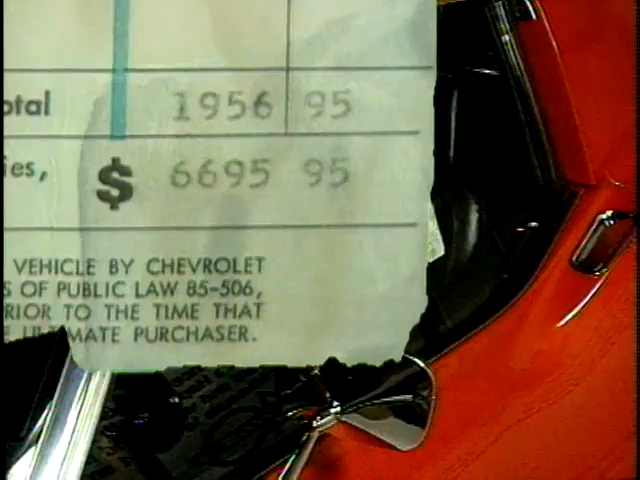 otal 1956 95
ies, $ 6695 95
VEHICLE BY CHEVROLET
S OF PUBLIC LAW 85-506,
RIOR TO THE TIME THAT
E ULTIMATE PURCHASER.